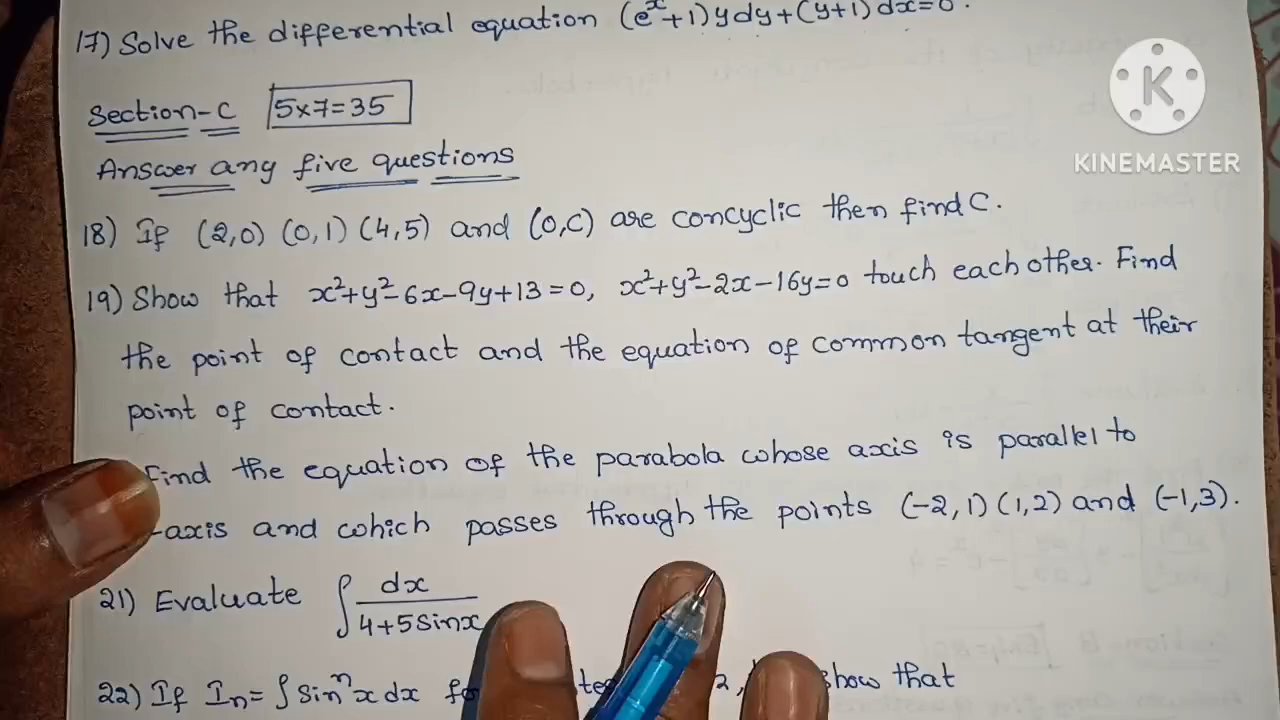 17) Solve the differential equation (eˣ+1)ydy+(y+1)dx=0.
K
KINEMASTER
Section-C 5x7=35
Answer any five questions
18) If (2,0) (0,1) (4,5) and (0,C) are concyclic then find C.
19) Show that x²+y²-6x-9y+13=0, x²+y²-2x-16y=0 touch each other. Find
the point of contact and the equation of common tangent at their
point of contact.
Find the equation of the parabola whose axis is parallel to
-axis and which passes through the points (-2,1) (1,2) and (-1,3).
21) Evaluate ∫dx/(4+5sinx)
22) If Iₙ=∫sinⁿx dx show that